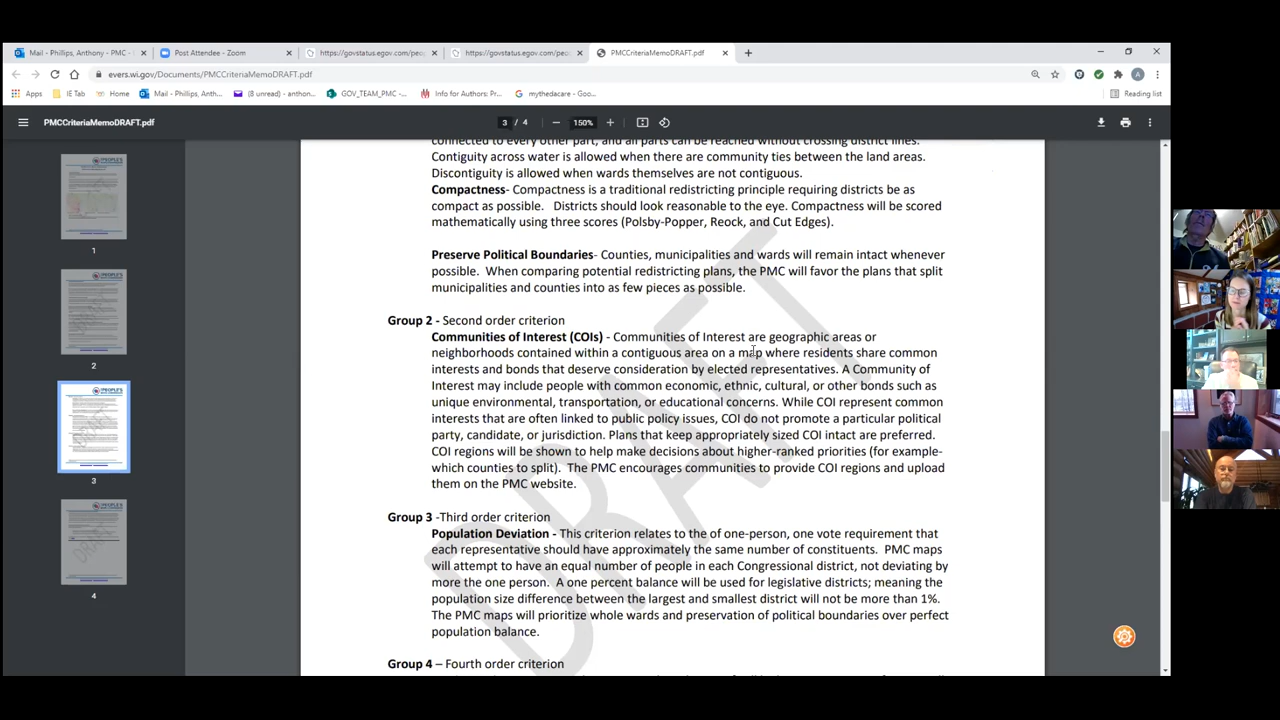 Mail - Phillips, Anthony - PMC -
Post Attendee - Zoom
https://govstatus.egov.com/peo
https://govstatus.egov.com/peo
PMCCriteriaMemoDRAFT.pdf
evers.wi.gov/Documents/PMCCriteriaMemoDRAFT.pdf
A
Apps
IE Tab
Home
Mail - Phillips, Anth...
(8 unread) - anthon...
GOV_TEAM_PMC -...
Info for Authors: Pr...
mythedacare - Goo...
Reading list
PMCCriteriaMemoDRAFT.pdf
3 / 4
150%
connected to every other part, and all parts can be reached without crossing district lines.
Contiguity across water is allowed when there are community ties between the land areas.
Discontiguity is allowed when wards themselves are not contiguous.
Compactness- Compactness is a traditional redistricting principle requiring districts be as
compact as possible. Districts should look reasonable to the eye. Compactness will be scored
mathematically using three scores (Polsby-Popper, Reock, and Cut Edges).
Preserve Political Boundaries- Counties, municipalities and wards will remain intact whenever
possible. When comparing potential redistricting plans, the PMC will favor the plans that split
municipalities and counties into as few pieces as possible.
Group 2 - Second order criterion
Communities of Interest (COIs) - Communities of Interest are geographic areas or
neighborhoods contained within a contiguous area on a map where residents share common
interests and bonds that deserve consideration by elected representatives. A Community of
Interest may include people with common economic, ethnic, cultural, or other bonds such as
unique environmental, transportation, or educational concerns. While COI represent common
interests that are often linked to public policy issues, COI do not promote a particular political
party, candidate, or jurisdiction. Plans that keep appropriately sized COI intact are preferred.
COI regions will be shown to help make decisions about higher-ranked priorities (for example-
which counties to split). The PMC encourages communities to provide COI regions and upload
them on the PMC website.
Group 3 -Third order criterion
Population Deviation - This criterion relates to the of one-person, one vote requirement that
each representative should have approximately the same number of constituents. PMC maps
will attempt to have an equal number of people in each Congressional district, not deviating by
more the one person. A one percent balance will be used for legislative districts; meaning the
population size difference between the largest and smallest district will not be more than 1%.
The PMC maps will prioritize whole wards and preservation of political boundaries over perfect
population balance.
Group 4 – Fourth order criterion
DRAFT
1
2
3
4